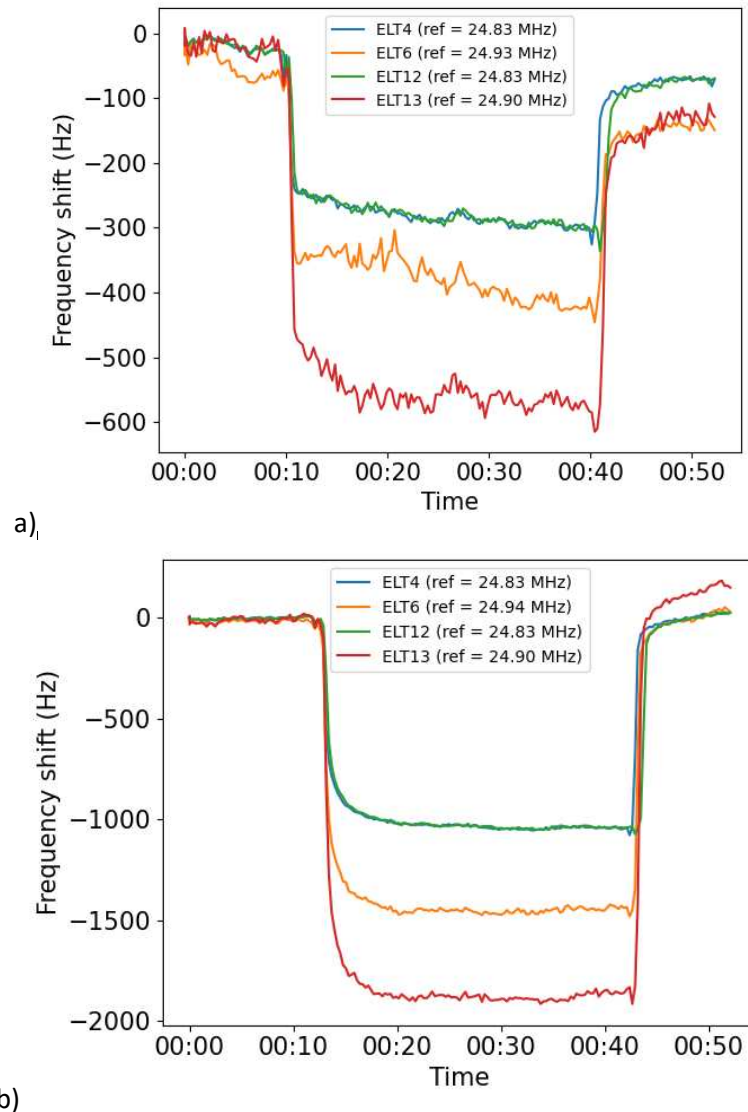 0
−100
−200
−300
−400
−500
−600
Frequency shift (Hz)
ELT4 (ref = 24.83 MHz)
ELT6 (ref = 24.93 MHz)
ELT12 (ref = 24.83 MHz)
ELT13 (ref = 24.90 MHz)
00:00 00:10 00:20 00:30 00:40 00:50
Time
a)
0
−500
−1000
−1500
−2000
Frequency shift (Hz)
ELT4 (ref = 24.83 MHz)
ELT6 (ref = 24.94 MHz)
ELT12 (ref = 24.83 MHz)
ELT13 (ref = 24.90 MHz)
00:00 00:10 00:20 00:30 00:40 00:50
Time
b)